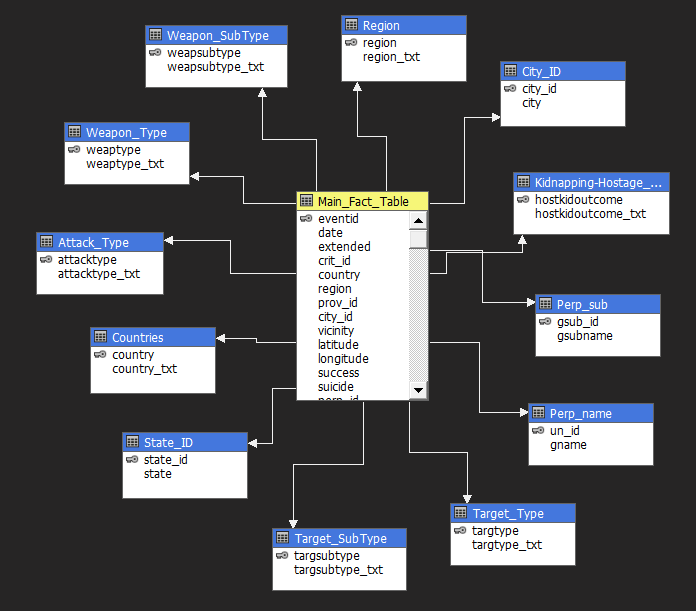 Weapon_SubType
weapsubtype
weapsubtype_txt
Region
region
region_txt
City_ID
city_id
city
Weapon_Type
weaptype
weaptype_txt
Kidnapping-Hostage_...
hostkidoutcome
hostkidoutcome_txt
Main_Fact_Table
eventid
date
extended
crit_id
country
region
prov_id
city_id
vicinity
latitude
longitude
success
suicide
perp_id
Attack_Type
attacktype
attacktype_txt
Perp_sub
gsub_id
gsubname
Countries
country
country_txt
Perp_name
un_id
gname
State_ID
state_id
state
Target_SubType
targsubtype
targsubtype_txt
Target_Type
targtype
targtype_txt